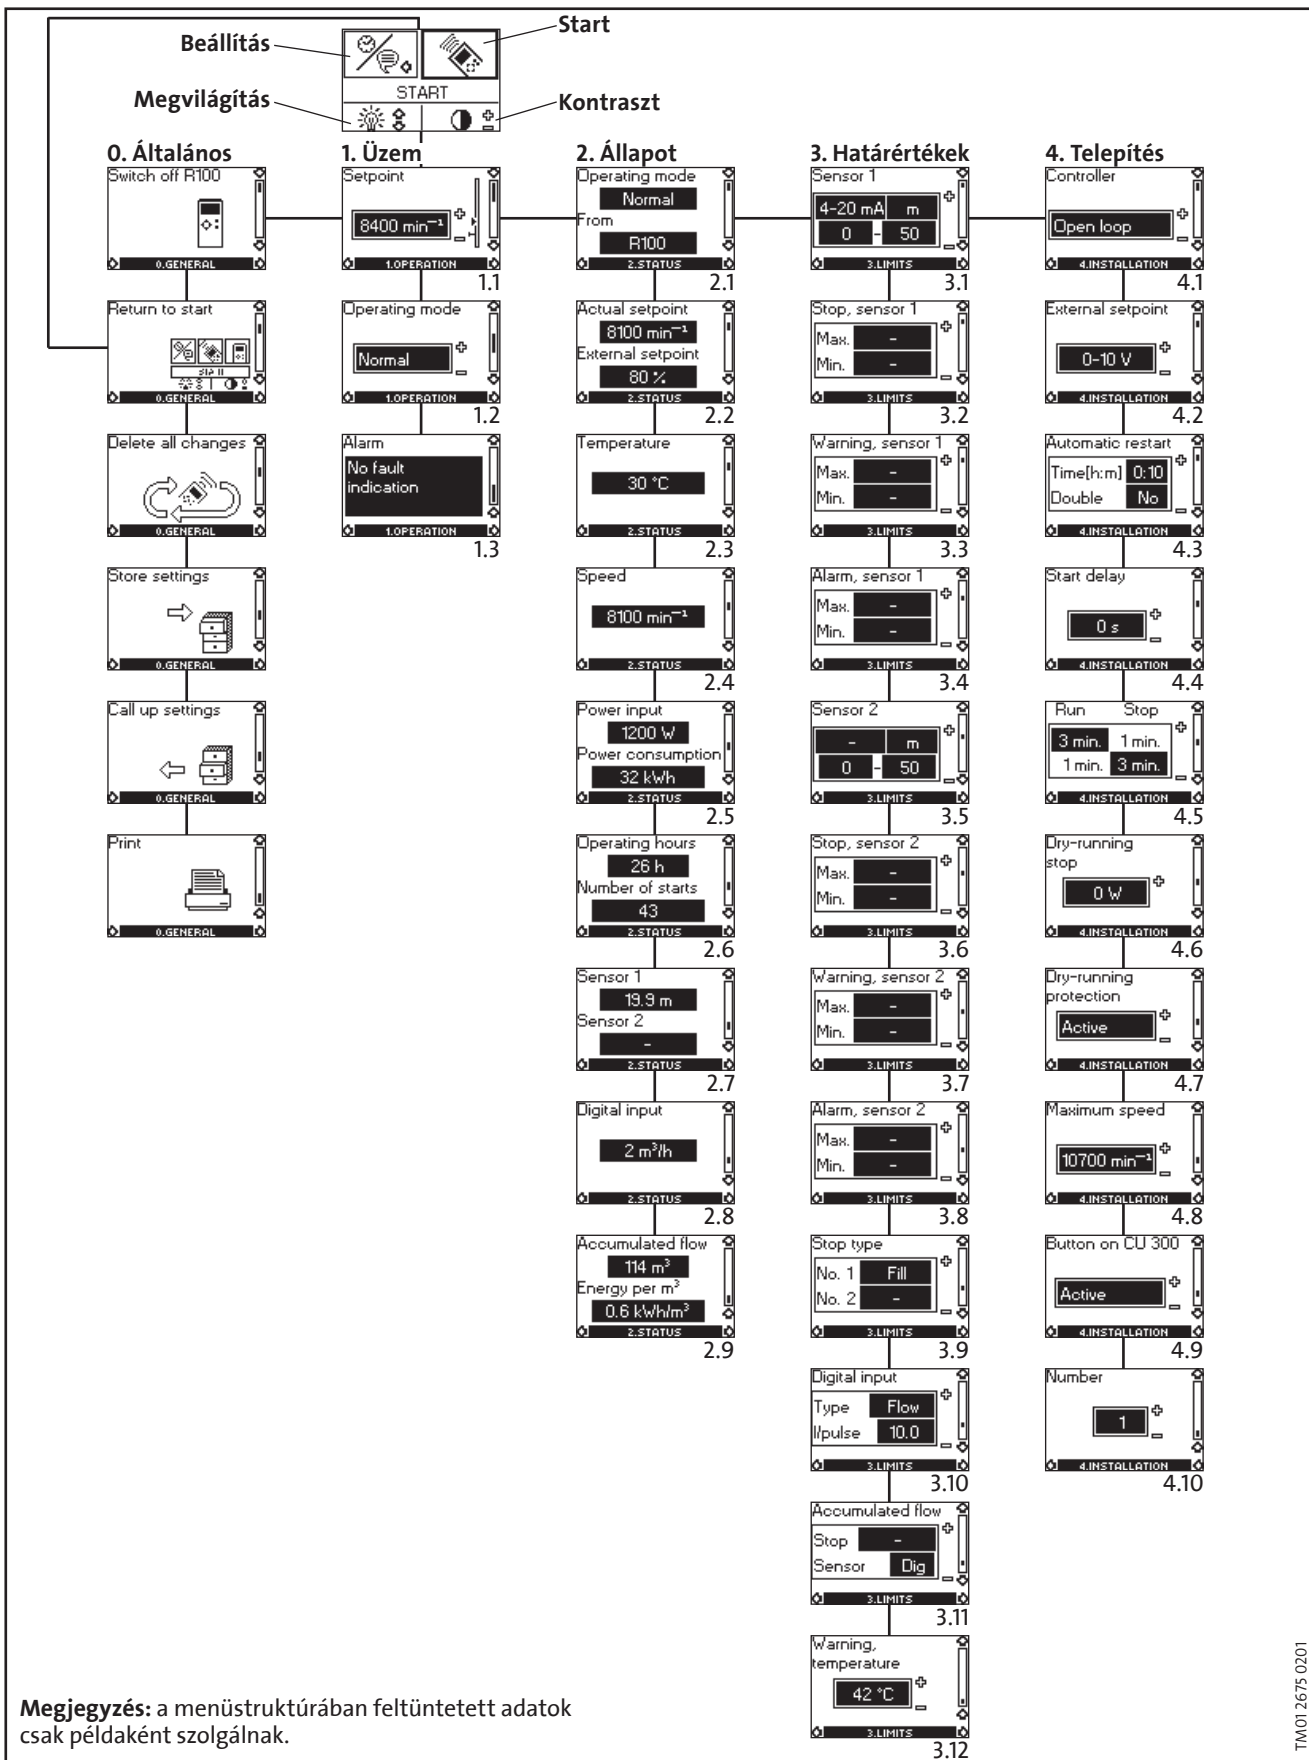 Beállítás
Start
START
Megvilágítás
Kontraszt
0. Általános
Switch off R100
0.GENERAL
Return to start
START
0.GENERAL
Delete all changes
0.GENERAL
Store settings
0.GENERAL
Call up settings
0.GENERAL
Print
0.GENERAL
1. Üzem
Setpoint
8400 min⁻¹
1.OPERATION
1.1
Operating mode
Normal
1.OPERATION
1.2
Alarm
No fault
indication
1.OPERATION
1.3
2. Állapot
Operating mode
Normal
From
R100
2.STATUS
2.1
Actual setpoint
8100 min⁻¹
External setpoint
80 %
2.STATUS
2.2
Temperature
30 °C
2.STATUS
2.3
Speed
8100 min⁻¹
2.STATUS
2.4
Power input
1200 W
Power consumption
32 kWh
2.STATUS
2.5
Operating hours
26 h
Number of starts
43
2.STATUS
2.6
Sensor 1
19.9 m
Sensor 2
-
2.STATUS
2.7
Digital input
2 m³/h
2.STATUS
2.8
Accumulated flow
114 m³
Energy per m³
0.6 kWh/m³
2.STATUS
2.9
3. Határértékek
Sensor 1
4-20 mA m
0 - 50
3.LIMITS
3.1
Stop, sensor 1
Max. -
Min. -
3.LIMITS
3.2
Warning, sensor 1
Max. -
Min. -
3.LIMITS
3.3
Alarm, sensor 1
Max. -
Min. -
3.LIMITS
3.4
Sensor 2
- m
0 - 50
3.LIMITS
3.5
Stop, sensor 2
Max. -
Min. -
3.LIMITS
3.6
Warning, sensor 2
Max. -
Min. -
3.LIMITS
3.7
Alarm, sensor 2
Max. -
Min. -
3.LIMITS
3.8
Stop type
No. 1 Fill
No. 2 -
3.LIMITS
3.9
Digital input
Type Flow
l/pulse 10.0
3.LIMITS
3.10
Accumulated flow
Stop -
Sensor Dig
3.LIMITS
3.11
Warning,
temperature
42 °C
3.LIMITS
3.12
4. Telepítés
Controller
Open loop
4.INSTALLATION
4.1
External setpoint
0-10 V
4.INSTALLATION
4.2
Automatic restart
Time[h:m] 0:10
Double No
4.INSTALLATION
4.3
Start delay
0 s
4.INSTALLATION
4.4
Run Stop
3 min. 1 min.
1 min. 3 min.
4.INSTALLATION
4.5
Dry-running
stop
0 W
4.INSTALLATION
4.6
Dry-running
protection
Active
4.INSTALLATION
4.7
Maximum speed
10700 min⁻¹
4.INSTALLATION
4.8
Button on CU 300
Active
4.INSTALLATION
4.9
Number
1
4.INSTALLATION
4.10
Megjegyzés: a menüstruktúrában feltüntetett adatok
csak példaként szolgálnak.
TM01 2675 0201